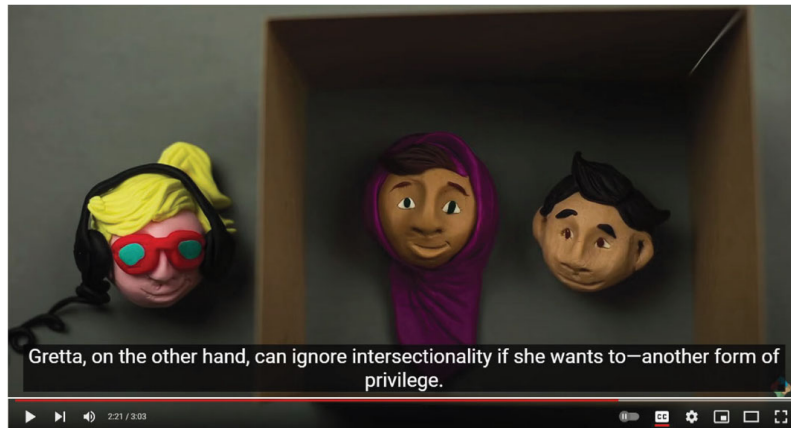 Gretta, on the other hand, can ignore intersectionality if she wants to—another form of
privilege.
2:21 / 3:03
CC